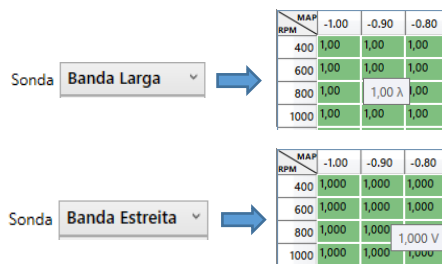 Sonda Banda Larga
MAP
RPM -1.00 -0.90 -0.80
400 1,00 1,00 1,00
600 1,00 1,00 1,00
800 1,00 1,00 λ 1,00
1000 1,00 1,00 1,00
Sonda Banda Estreita
MAP
RPM -1.00 -0.90 -0.80
400 1,000 1,000 1,000
600 1,000 1,000 1,000
800 1,000 1,000 1,000 V
1000 1,000 1,000 1,000